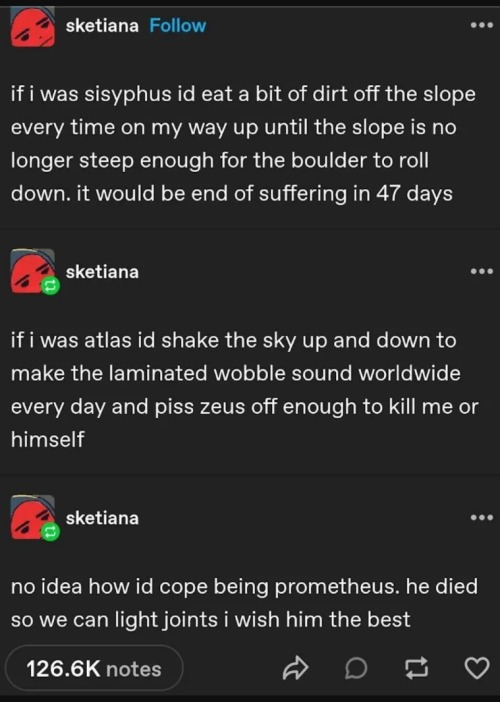 sketiana Follow
if i was sisyphus id eat a bit of dirt off the slope
every time on my way up until the slope is no
longer steep enough for the boulder to roll
down. it would be end of suffering in 47 days
sketiana
if i was atlas id shake the sky up and down to
make the laminated wobble sound worldwide
every day and piss zeus off enough to kill me or
himself
sketiana
no idea how id cope being prometheus. he died
so we can light joints i wish him the best
126.6K notes